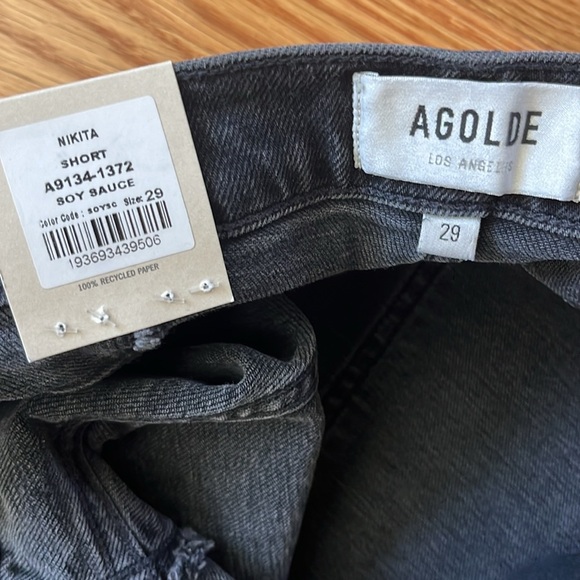 NIKITA
SHORT
A9134-1372
SOY SAUCE
Color Code : soysc Size: 29
193693439506
100% RECYCLED PAPER
AGOLDE
LOS ANGELES
29